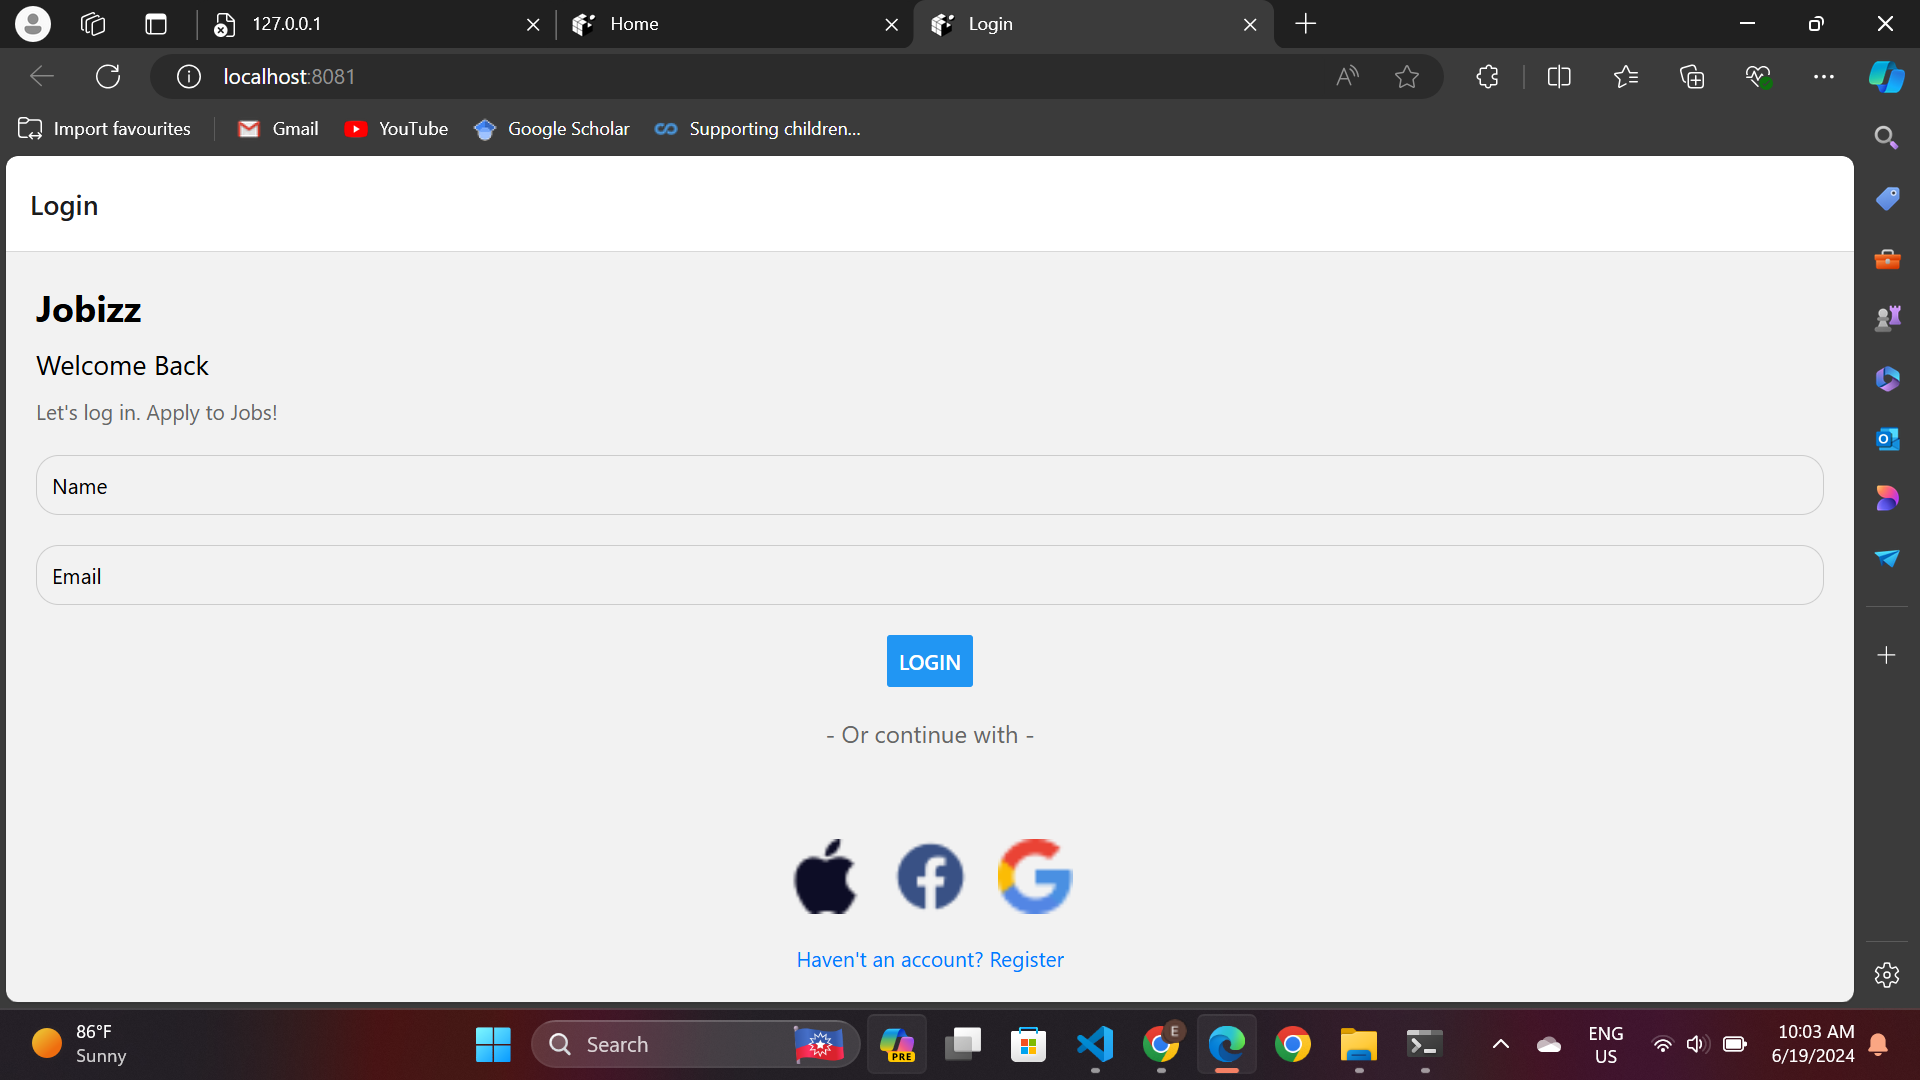 127.0.0.1
Home
Login
localhost:8081
Import favourites
Gmail
YouTube
Google Scholar
Supporting children...
Login
Jobizz
Welcome Back
Let's log in. Apply to Jobs!
Name
Email
LOGIN
- Or continue with -
Haven't an account? Register
86°F
Sunny
Search
PRE
E
ENG
US
10:03 AM
6/19/2024